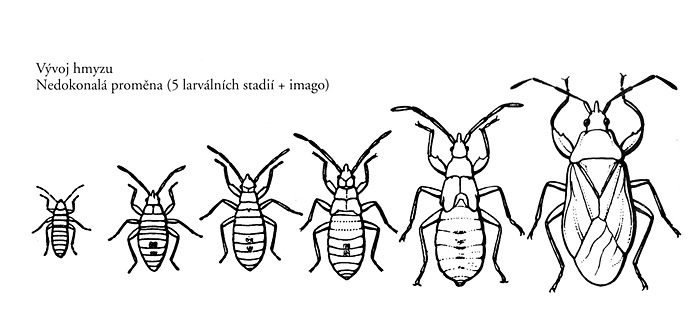 Vývoj hmyzu
Nedokonalá proměna (5 larválních stadií + imago)